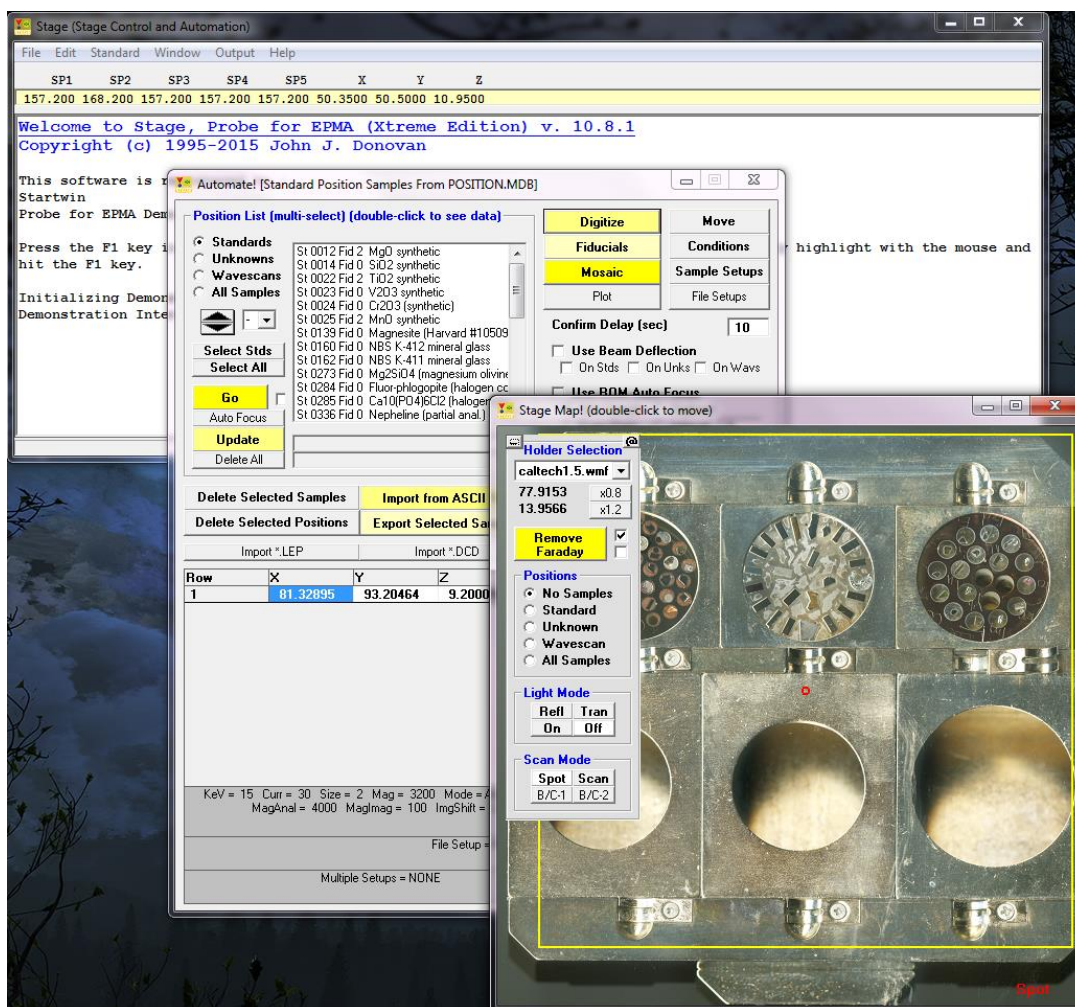 Stage (Stage Control and Automation)
File Edit Standard Window Output Help
SP1 SP2 SP3 SP4 SP5 X Y Z
157.200 168.200 157.200 157.200 157.200 50.3500 50.5000 10.9500
Welcome to Stage, Probe for EPMA (Xtreme Edition) v. 10.8.1
Copyright (c) 1995-2015 John J. Donovan
This software is
Startwin
Probe for EPMA
Press the F1 key
highlight with the mouse and
hit the F1 key.
Initializing
Demonstration
Automate! [Standard Position Samples From POSITION.MDB]
Position List (multi-select) (double-click to see data)
Standards
Unknowns
Wavescans
All Samples
-
Select Stds
Select All
Go
Auto Focus
Update
Delete All
St 0012 Fid 2 MgO synthetic
St 0014 Fid 0 SiO2 synthetic
St 0022 Fid 2 TiO2 synthetic
St 0023 Fid 0 V2O3 synthetic
St 0024 Fid 0 Cr2O3 (synthetic)
St 0025 Fid 2 MnO synthetic
St 0139 Fid 0 Magnesite (Harvard #10509
St 0160 Fid 0 NBS K-412 mineral glass
St 0162 Fid 0 NBS K-411 mineral glass
St 0273 Fid 0 Mg2SiO4 (magnesium olivine
St 0284 Fid 0 Fluor-phlogopite (halogen
St 0285 Fid 0 Ca10(PO4)6Cl2 (halogen
St 0336 Fid 0 Nepheline (partial anal.)
Digitize
Move
Fiducials
Conditions
Mosaic
Sample Setups
Plot
File Setups
Confirm Delay (sec)
10
Use Beam Deflection
On Stds On Unks On Wavs
Use ROM Auto Focus
Delete Selected Samples
Import from ASCII
Delete Selected Positions
Export Selected
Import *.LEP
Import *.DCD
Row X Y Z
1 81.32895 93.20464 9.2000
KeV = 15 Curr = 30 Size = 2 Mag = 3200 Mode =
MagAnal = 4000 MagImag = 100 ImgShift =
File Setup =
Multiple Setups = NONE
Stage Map! (double-click to move)
@
Holder Selection
caltech1.5.wmf
77.9153
x0.8
13.9566
x1.2
Remove
Faraday
Positions
No Samples
Standard
Unknown
Wavescan
All Samples
Light Mode
Refl Tran
On Off
Scan Mode
Spot Scan
B/C-1 B/C-2
Spot